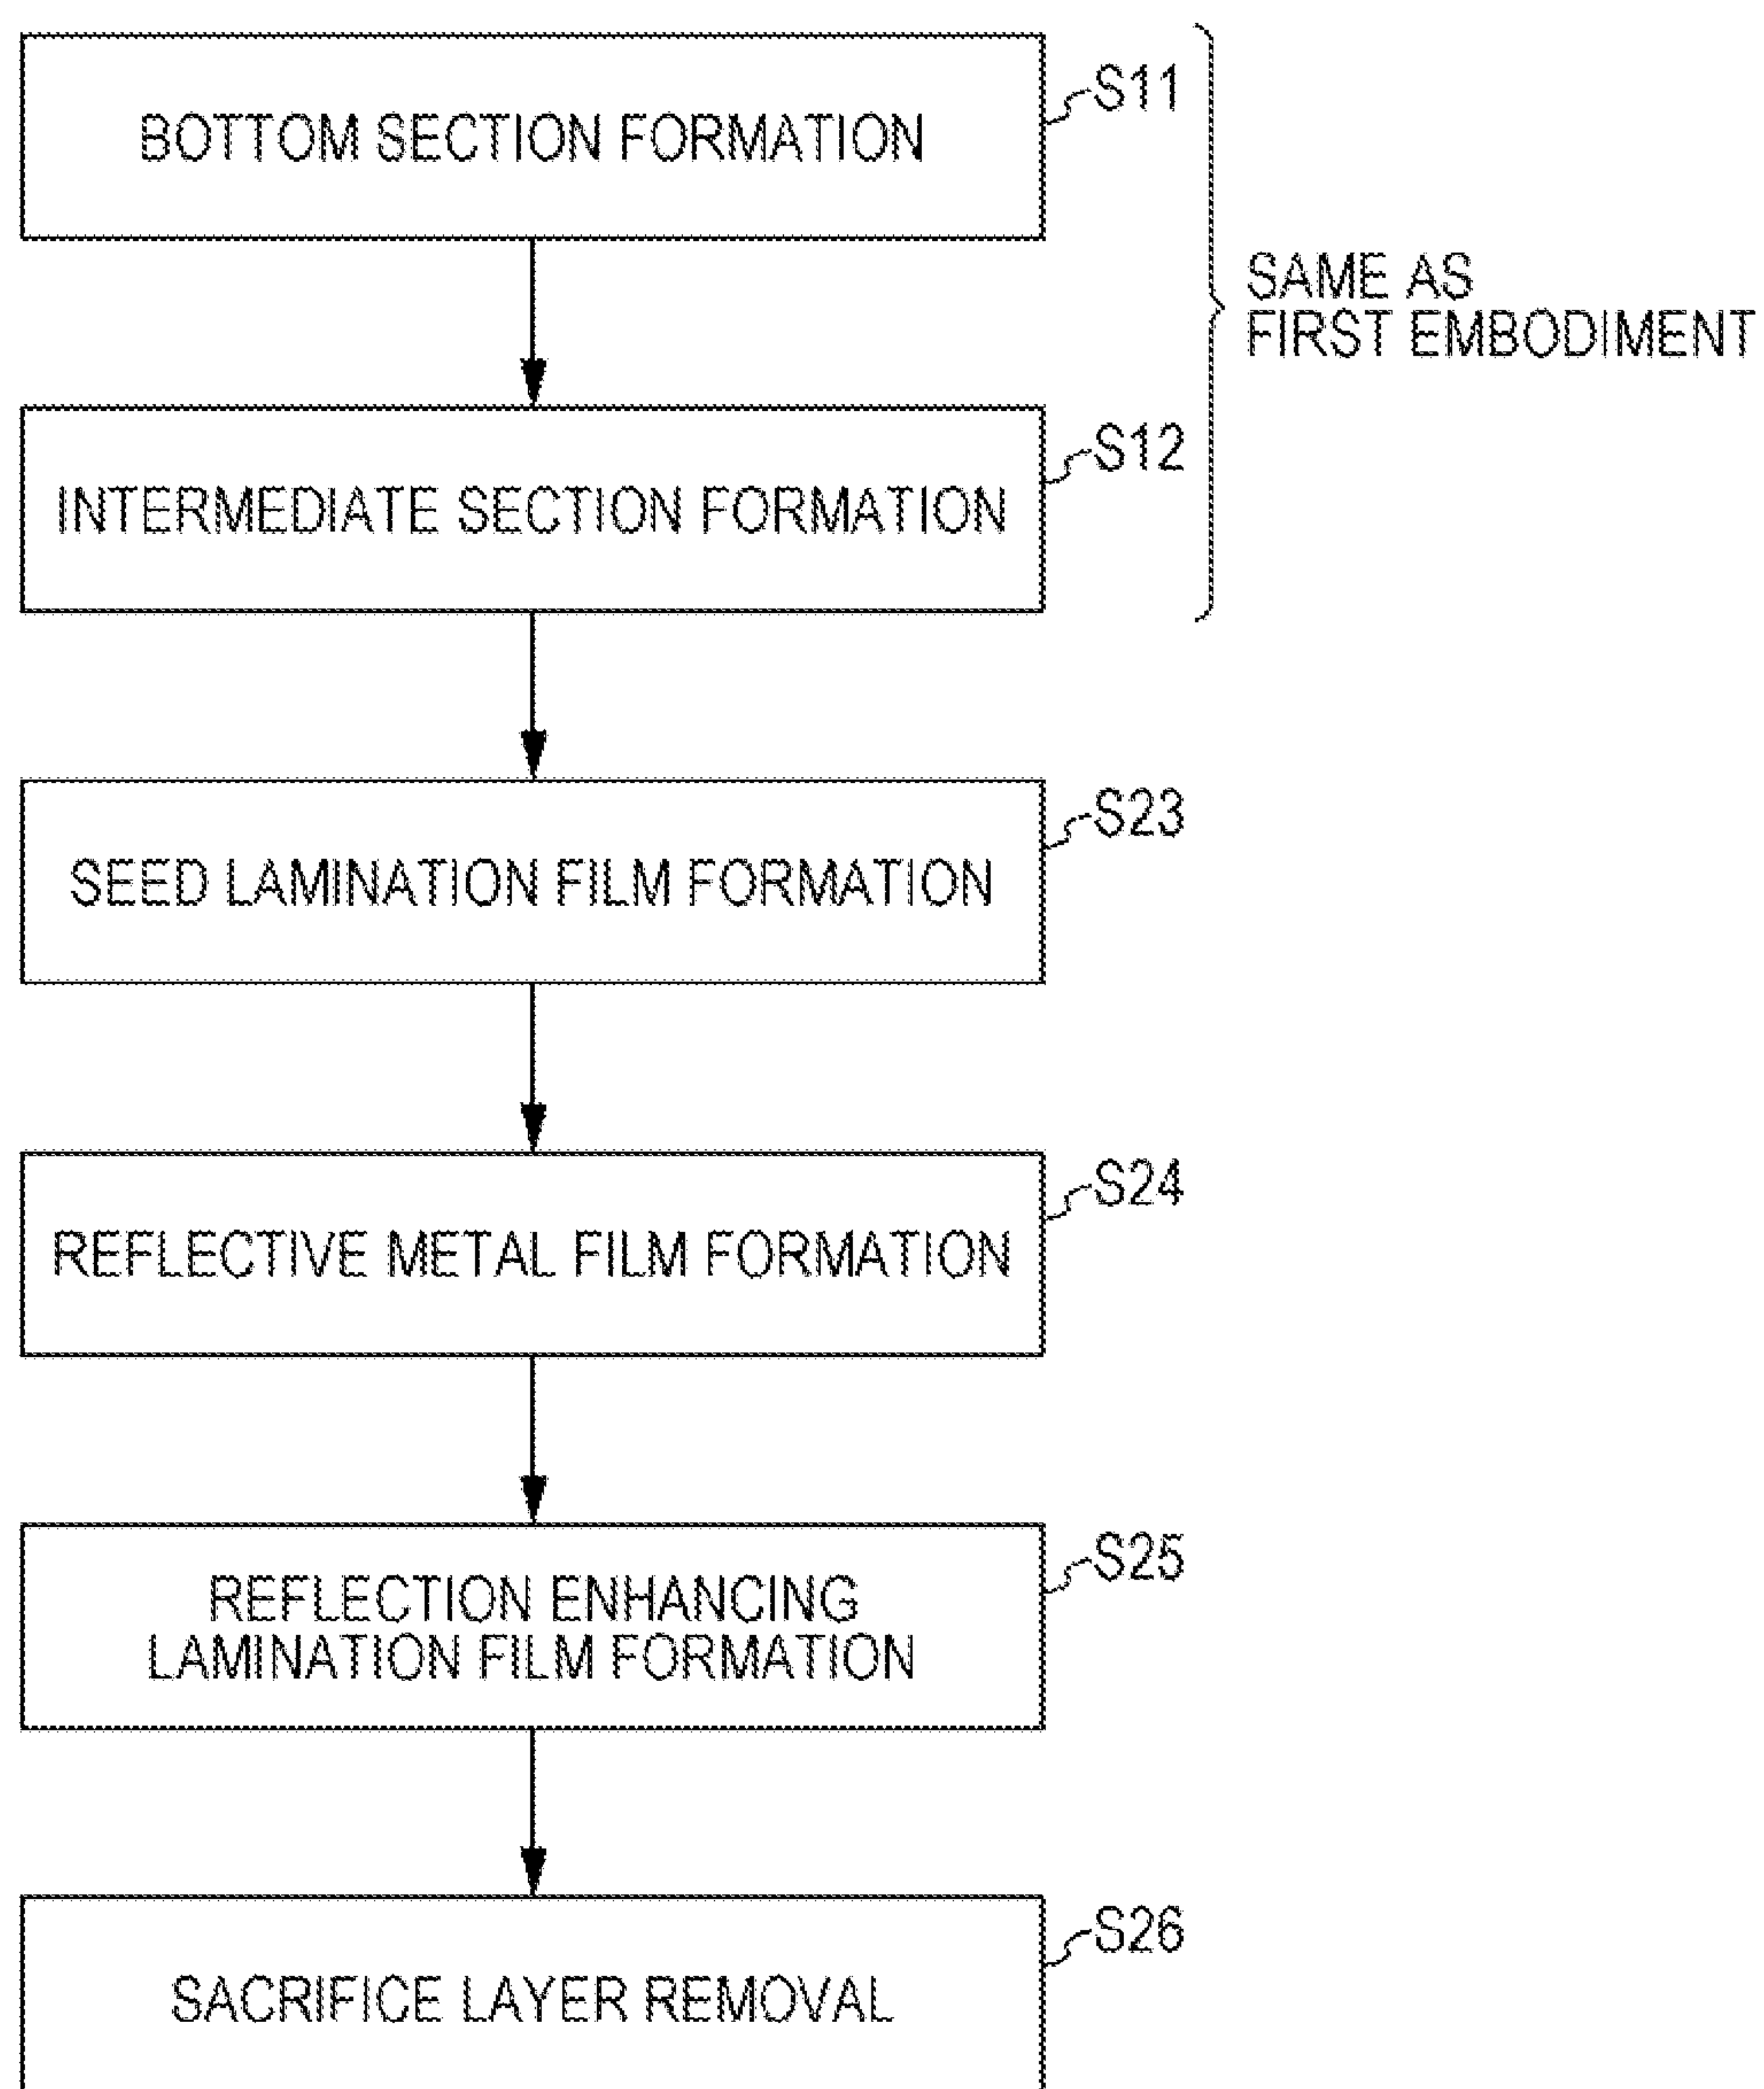 BOTTOM SECTION FORMATION
S11
SAME AS
FIRST EMBODIMENT
INTERMEDIATE SECTION FORMATION
S12
SEED LAMINATION FILM FORMATION
S23
REFLECTIVE METAL FILM FORMATION
S24
REFLECTION ENHANCING
LAMINATION FILM FORMATION
S25
SACRIFICE LAYER REMOVAL
S26